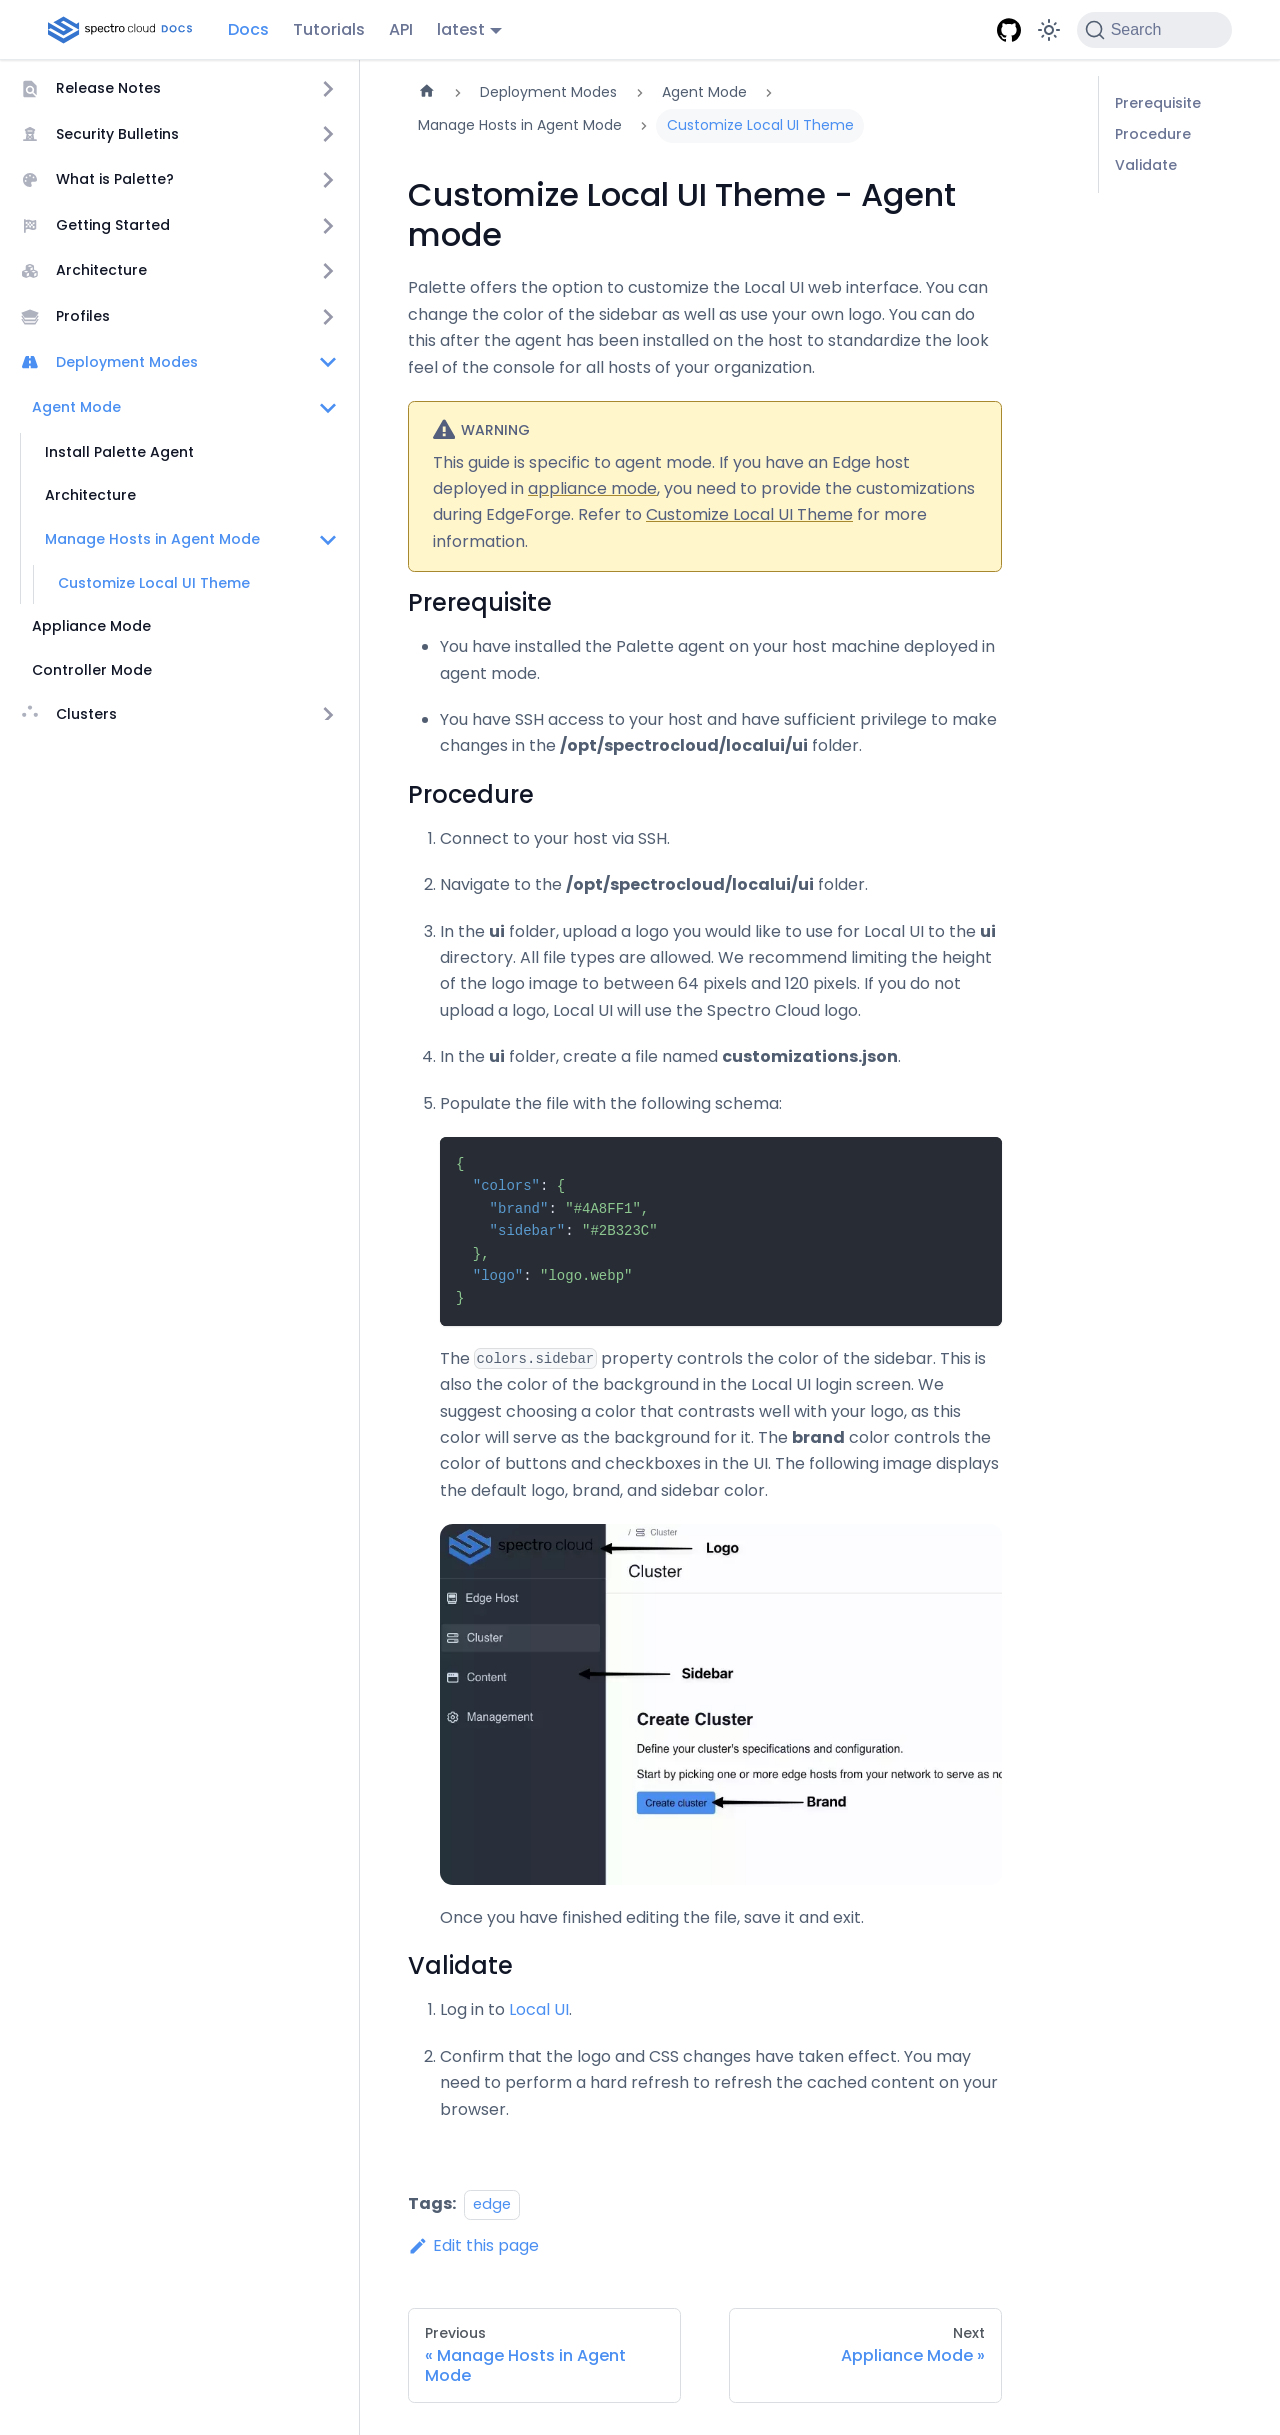 spectro cloud DOCS Docs Tutorials API latest Search
Release Notes
Security Bulletins
What is Palette?
Getting Started
Architecture
Profiles
Deployment Modes
Agent Mode
Install Palette Agent
Architecture
Manage Hosts in Agent Mode
Customize Local UI Theme
Appliance Mode
Controller Mode
Clusters
Deployment Modes Agent Mode
Manage Hosts in Agent Mode Customize Local UI Theme
Customize Local UI Theme - Agent
mode
Palette offers the option to customize the Local UI web interface. You can
change the color of the sidebar as well as use your own logo. You can do
this after the agent has been installed on the host to standardize the look
feel of the console for all hosts of your organization.
WARNING
This guide is specific to agent mode. If you have an Edge host
deployed in appliance mode, you need to provide the customizations
during EdgeForge. Refer to Customize Local UI Theme for more
information.
Prerequisite
• You have installed the Palette agent on your host machine deployed in
agent mode.
• You have SSH access to your host and have sufficient privilege to make
changes in the /opt/spectrocloud/localui/ui folder.
Procedure
1. Connect to your host via SSH.
2. Navigate to the /opt/spectrocloud/localui/ui folder.
3. In the ui folder, upload a logo you would like to use for Local UI to the ui
directory. All file types are allowed. We recommend limiting the height
of the logo image to between 64 pixels and 120 pixels. If you do not
upload a logo, Local UI will use the Spectro Cloud logo.
4. In the ui folder, create a file named customizations.json.
5. Populate the file with the following schema:
{
"colors": {
"brand": "#4A8FF1",
"sidebar": "#2B323C"
},
"logo": "logo.webp"
}
The colors.sidebar property controls the color of the sidebar. This is
also the color of the background in the Local UI login screen. We
suggest choosing a color that contrasts well with your logo, as this
color will serve as the background for it. The brand color controls the
color of buttons and checkboxes in the UI. The following image displays
the default logo, brand, and sidebar color.
spectro cloud
Edge Host
Cluster
Content
Management
/ Cluster
Logo
Cluster
Sidebar
Create Cluster
Define your cluster's specifications and configuration.
Start by picking one or more edge hosts from your network to serve as no
Create cluster
Brand
Once you have finished editing the file, save it and exit.
Validate
1. Log in to Local UI.
2. Confirm that the logo and CSS changes have taken effect. You may
need to perform a hard refresh to refresh the cached content on your
browser.
Tags: edge
Edit this page
Previous
« Manage Hosts in Agent
Mode
Next
Appliance Mode »
Prerequisite
Procedure
Validate